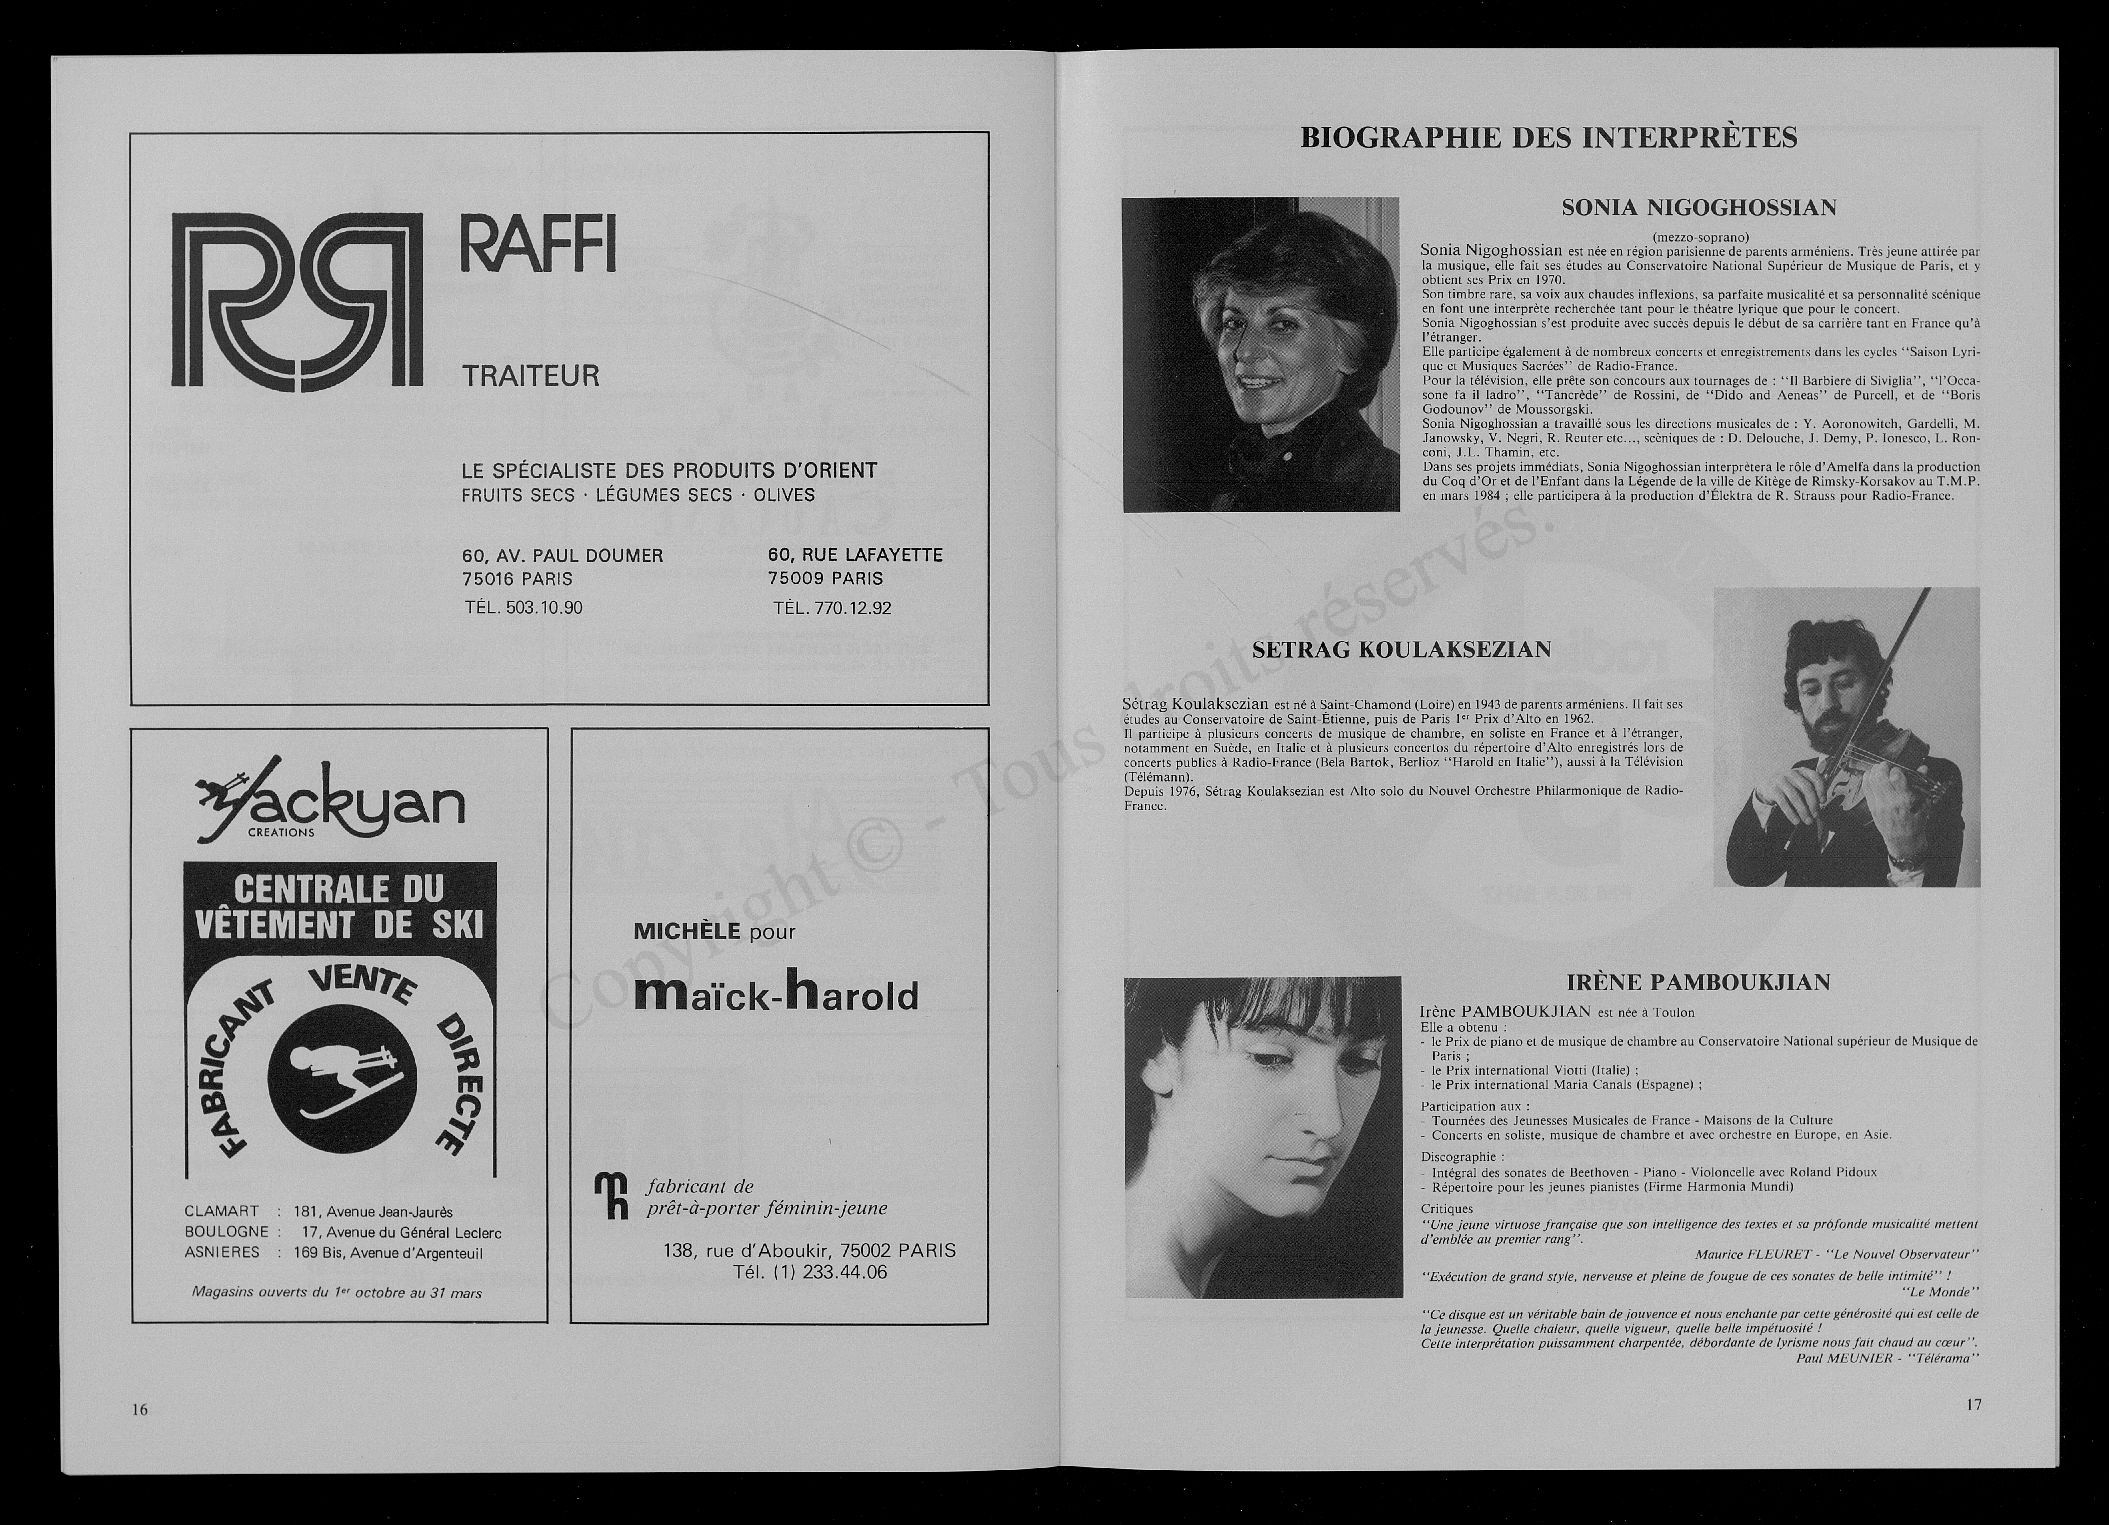 RAFFI
TRAITEUR
LE SPÉCIALISTE DES PRODUITS D'ORIENT
FRUITS SECS · LÉGUMES SECS · OLIVES
60, AV. PAUL DOUMER
75016 PARIS
TÉL. 503.10.90
60, RUE LAFAYETTE
75009 PARIS
TÉL. 770.12.92
Jackyan
CREATIONS
CENTRALE DU
VÊTEMENT DE SKI
FABRICANT VENTE DIRECTE
CLAMART : 181, Avenue Jean-Jaurès
BOULOGNE : 17, Avenue du Général Leclerc
ASNIERES : 169 Bis, Avenue d'Argenteuil
Magasins ouverts du 1er octobre au 31 mars
MICHÈLE pour
maïck-harold
mh
fabricant de
prêt-à-porter féminin-jeune
138, rue d'Aboukir, 75002 PARIS
Tél. (1) 233.44.06
16
BIOGRAPHIE DES INTERPRÈTES
SONIA NIGOGHOSSIAN
(mezzo-soprano)
Sonia Nigoghossian est née en région parisienne de parents arméniens. Très jeune attirée par
la musique, elle fait ses études au Conservatoire National Supérieur de Musique de Paris, et y
obtient ses Prix en 1970.
Son timbre rare, sa voix aux chaudes inflexions, sa parfaite musicalité et sa personnalité scénique
en font une interprète recherchée tant pour le théatre lyrique que pour le concert.
Sonia Nigoghossian s'est produite avec succès depuis le début de sa carrière tant en France qu'à
l'étranger.
Elle participe également à de nombreux concerts et enregistrements dans les cycles "Saison Lyri-
que et Musiques Sacrées" de Radio-France.
Pour la télévision, elle prête son concours aux tournages de : "Il Barbiere di Siviglia", "l'Occa-
sone fa il ladro", "Tancrède" de Rossini, de "Dido and Aeneas" de Purcell, et de "Boris
Godounov" de Moussorgski.
Sonia Nigoghossian a travaillé sous les directions musicales de : Y. Aoronowitch, Gardelli, M.
Janowsky, V. Negri, R. Reuter etc..., scèniques de : D. Delouche, J. Demy, P. Ionesco, L. Ron-
coni, J.L. Thamin, etc.
Dans ses projets immédiats, Sonia Nigoghossian interprètera le rôle d'Amelfa dans la production
du Coq d'Or et de l'Enfant dans la Légende de la ville de Kitège de Rimsky-Korsakov au T.M.P.
en mars 1984 ; elle participera à la production d'Élektra de R. Strauss pour Radio-France.
SETRAG KOULAKSEZIAN
Sétrag Koulaksezian est né à Saint-Chamond (Loire) en 1943 de parents arméniens. Il fait ses
études au Conservatoire de Saint-Étienne, puis de Paris 1er Prix d'Alto en 1962.
Il participe à plusieurs concerts de musique de chambre, en soliste en France et à l'étranger,
notamment en Suède, en Italie et à plusieurs concertos du répertoire d'Alto enregistrés lors de
concerts publics à Radio-France (Bela Bartok, Berlioz "Harold en Italie"), aussi à la Télévision
(Télémann).
Depuis 1976, Sétrag Koulaksezian est Alto solo du Nouvel Orchestre Philarmonique de Radio-
France.
IRÈNE PAMBOUKJIAN
Irène PAMBOUKJIAN est née à Toulon
Elle a obtenu :
- le Prix de piano et de musique de chambre au Conservatoire National supérieur de Musique de
Paris ;
- le Prix international Viotti (Italie) ;
- le Prix international Maria Canals (Espagne) ;
Participation aux :
- Tournées des Jeunesses Musicales de France - Maisons de la Culture
- Concerts en soliste, musique de chambre et avec orchestre en Europe, en Asie.
Discographie :
- Intégral des sonates de Beethoven - Piano - Violoncelle avec Roland Pidoux
- Répertoire pour les jeunes pianistes (Firme Harmonia Mundi)
Critiques
"Une jeune virtuose française que son intelligence des textes et sa profonde musicalité mettent
d'emblée au premier rang".
Maurice FLEURET - "Le Nouvel Observateur"
"Exécution de grand style, nerveuse et pleine de fougue de ces sonates de belle intimité" !
"Le Monde"
"Ce disque est un véritable bain de jouvence et nous enchante par cette générosité qui est celle de
la jeunesse. Quelle chaleur, quelle vigueur, quelle belle impétuosité !
Cette interprétation puissamment charpentée, débordante de lyrisme nous fait chaud au cœur".
Paul MEUNIER - "Télérama"
17
Copyright © - Tous droits réservés.